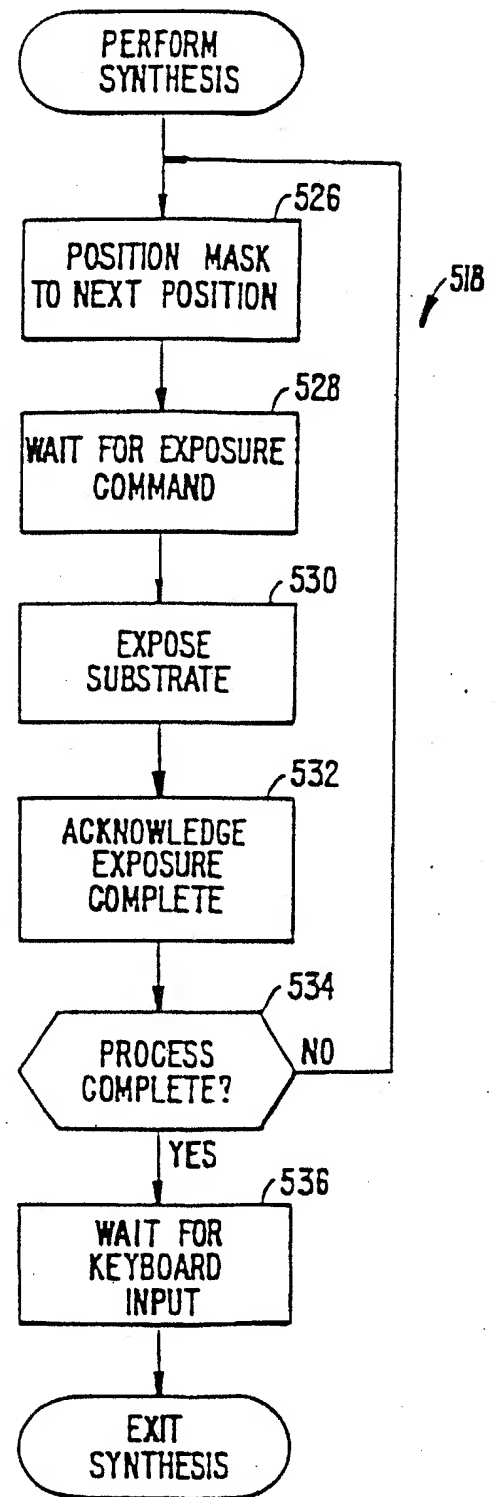 PERFORM
SYNTHESIS
526
POSITION MASK
TO NEXT POSITION
518
528
WAIT FOR EXPOSURE
COMMAND
530
EXPOSE
SUBSTRATE
532
ACKNOWLEDGE
EXPOSURE
COMPLETE
534
PROCESS
COMPLETE?
NO
YES
536
WAIT FOR
KEYBOARD
INPUT
EXIT
SYNTHESIS